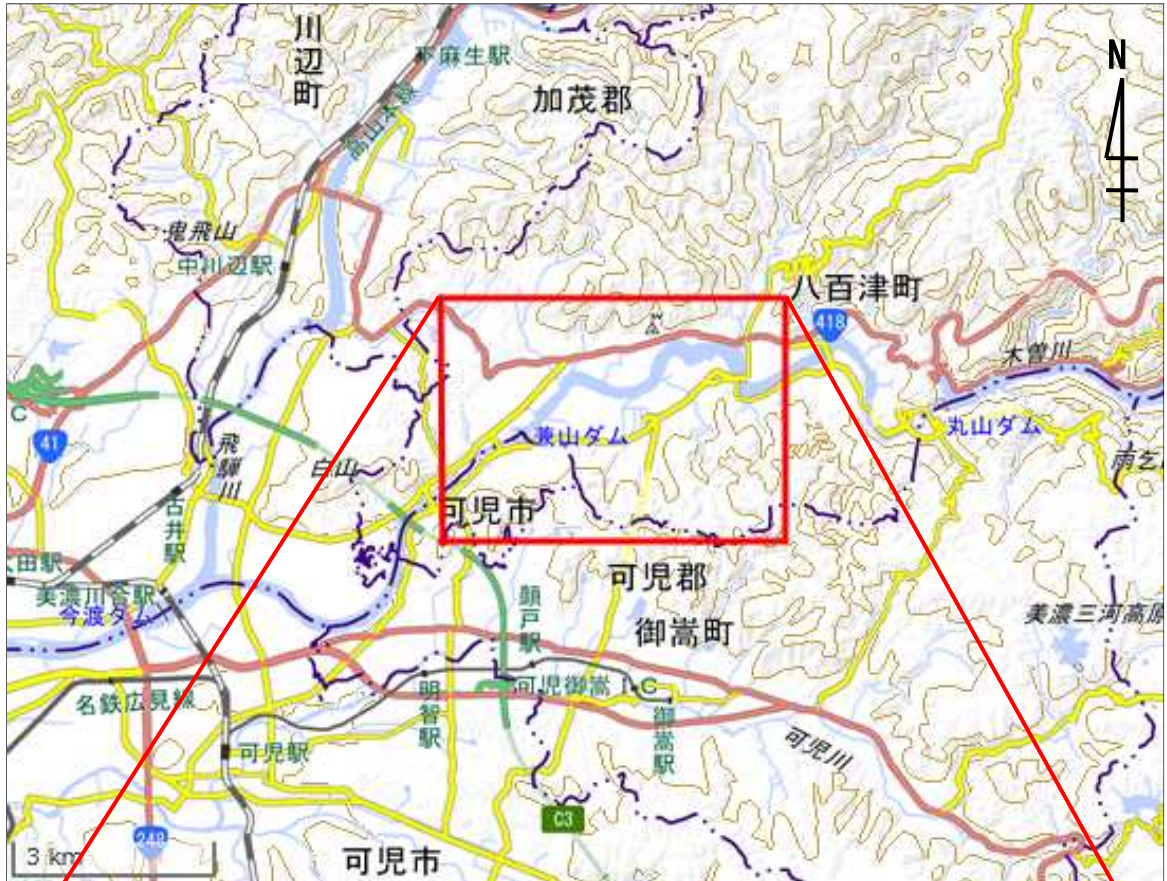 川辺町
下麻生駅
加茂郡
N
高山本線
鬼飛山
中川辺駅
八百津町
418
木曽川
C
41
飛騨川
白山
兼山ダム
丸山ダム
古井駅
可児市
可児郡
美濃川合駅
今渡ダム
顔戸駅
御嵩町
美濃三河高原
名鉄広見線
明智駅
可児御嵩IC
御嵩駅
可児駅
可児川
C3
248
3 km
可児市